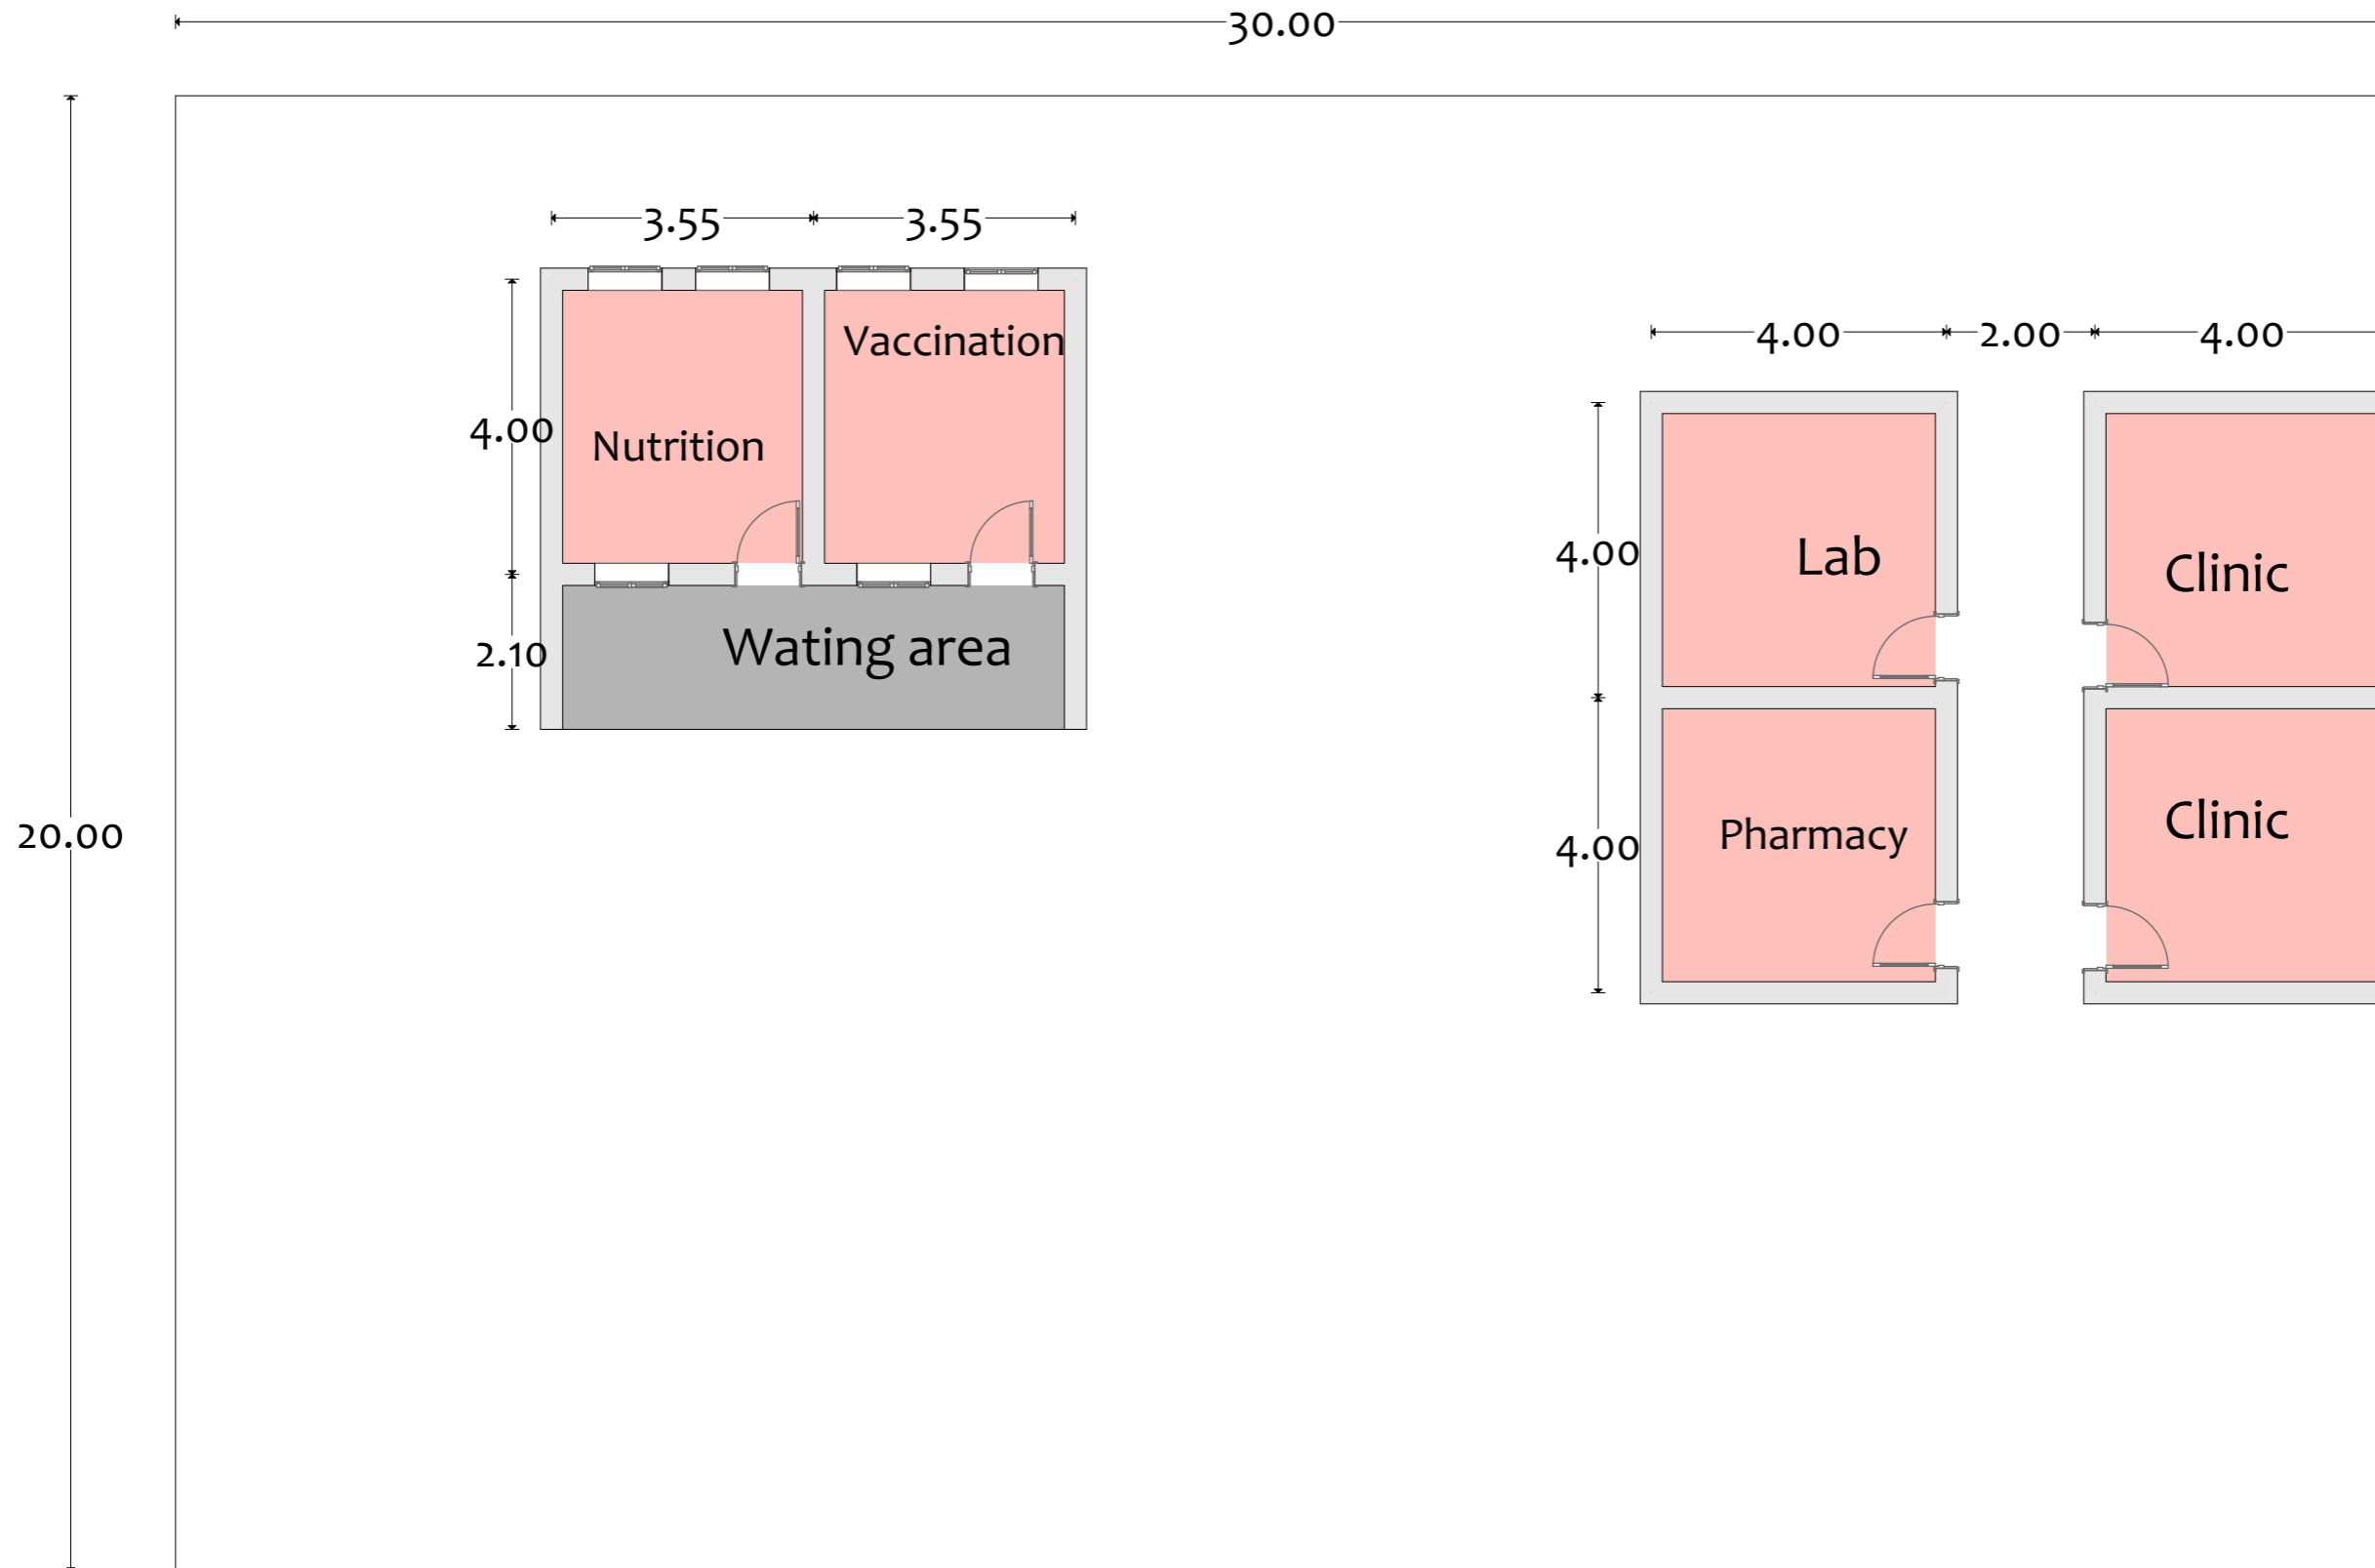 30.00
3.55 3.55
Vaccination
4.00 2.00 4.00
4.00
Nutrition
4.00
Lab
Clinic
Wating area
2.10
20.00
4.00
Pharmacy
Clinic